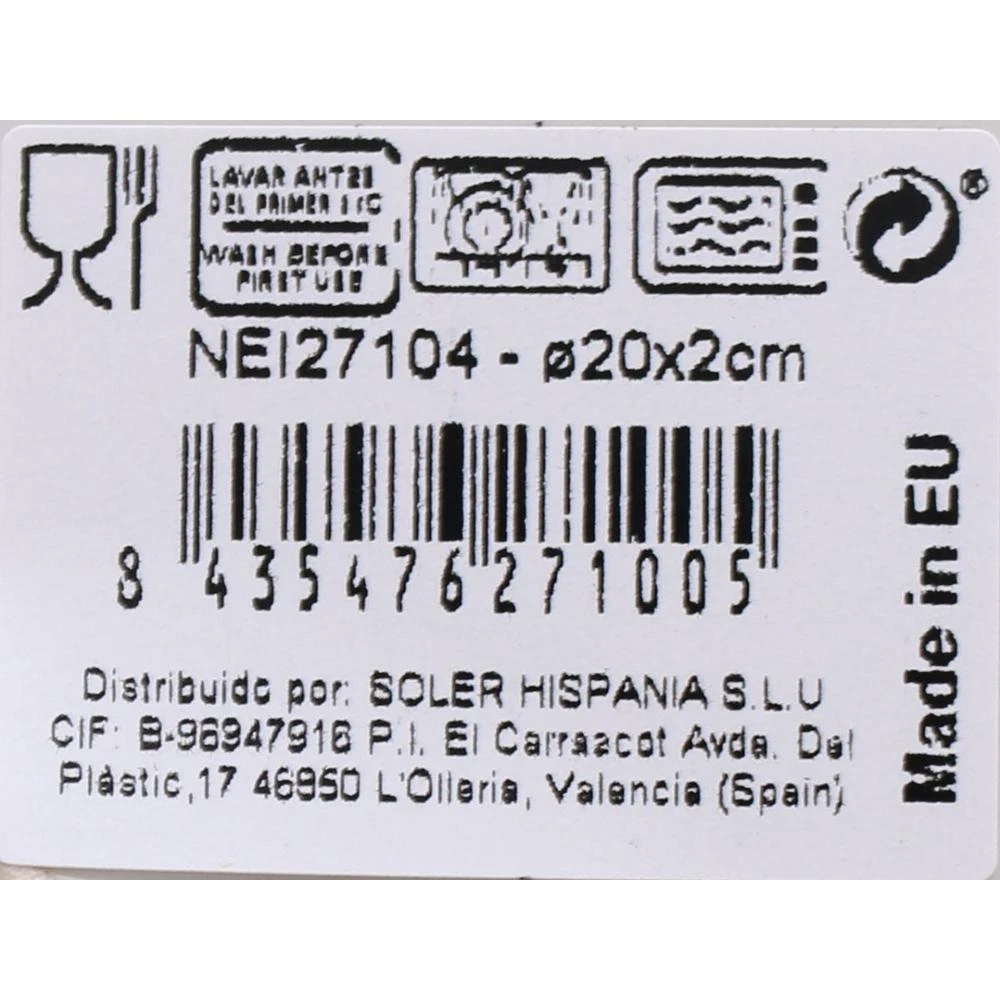 LAVAR ANTES
DEL PRIMER USO
WASH BEFORE
FIRST USE
®
NEI27104 - ø20x2cm
8 435476 271005
Made in EU
Distribuido por: SOLER HISPANIA S.L.U
CIF: B-96947916 P.I. El Carrascot Avda. Del
Plàstic,17 46850 L'Olleria, Valencia (Spain)